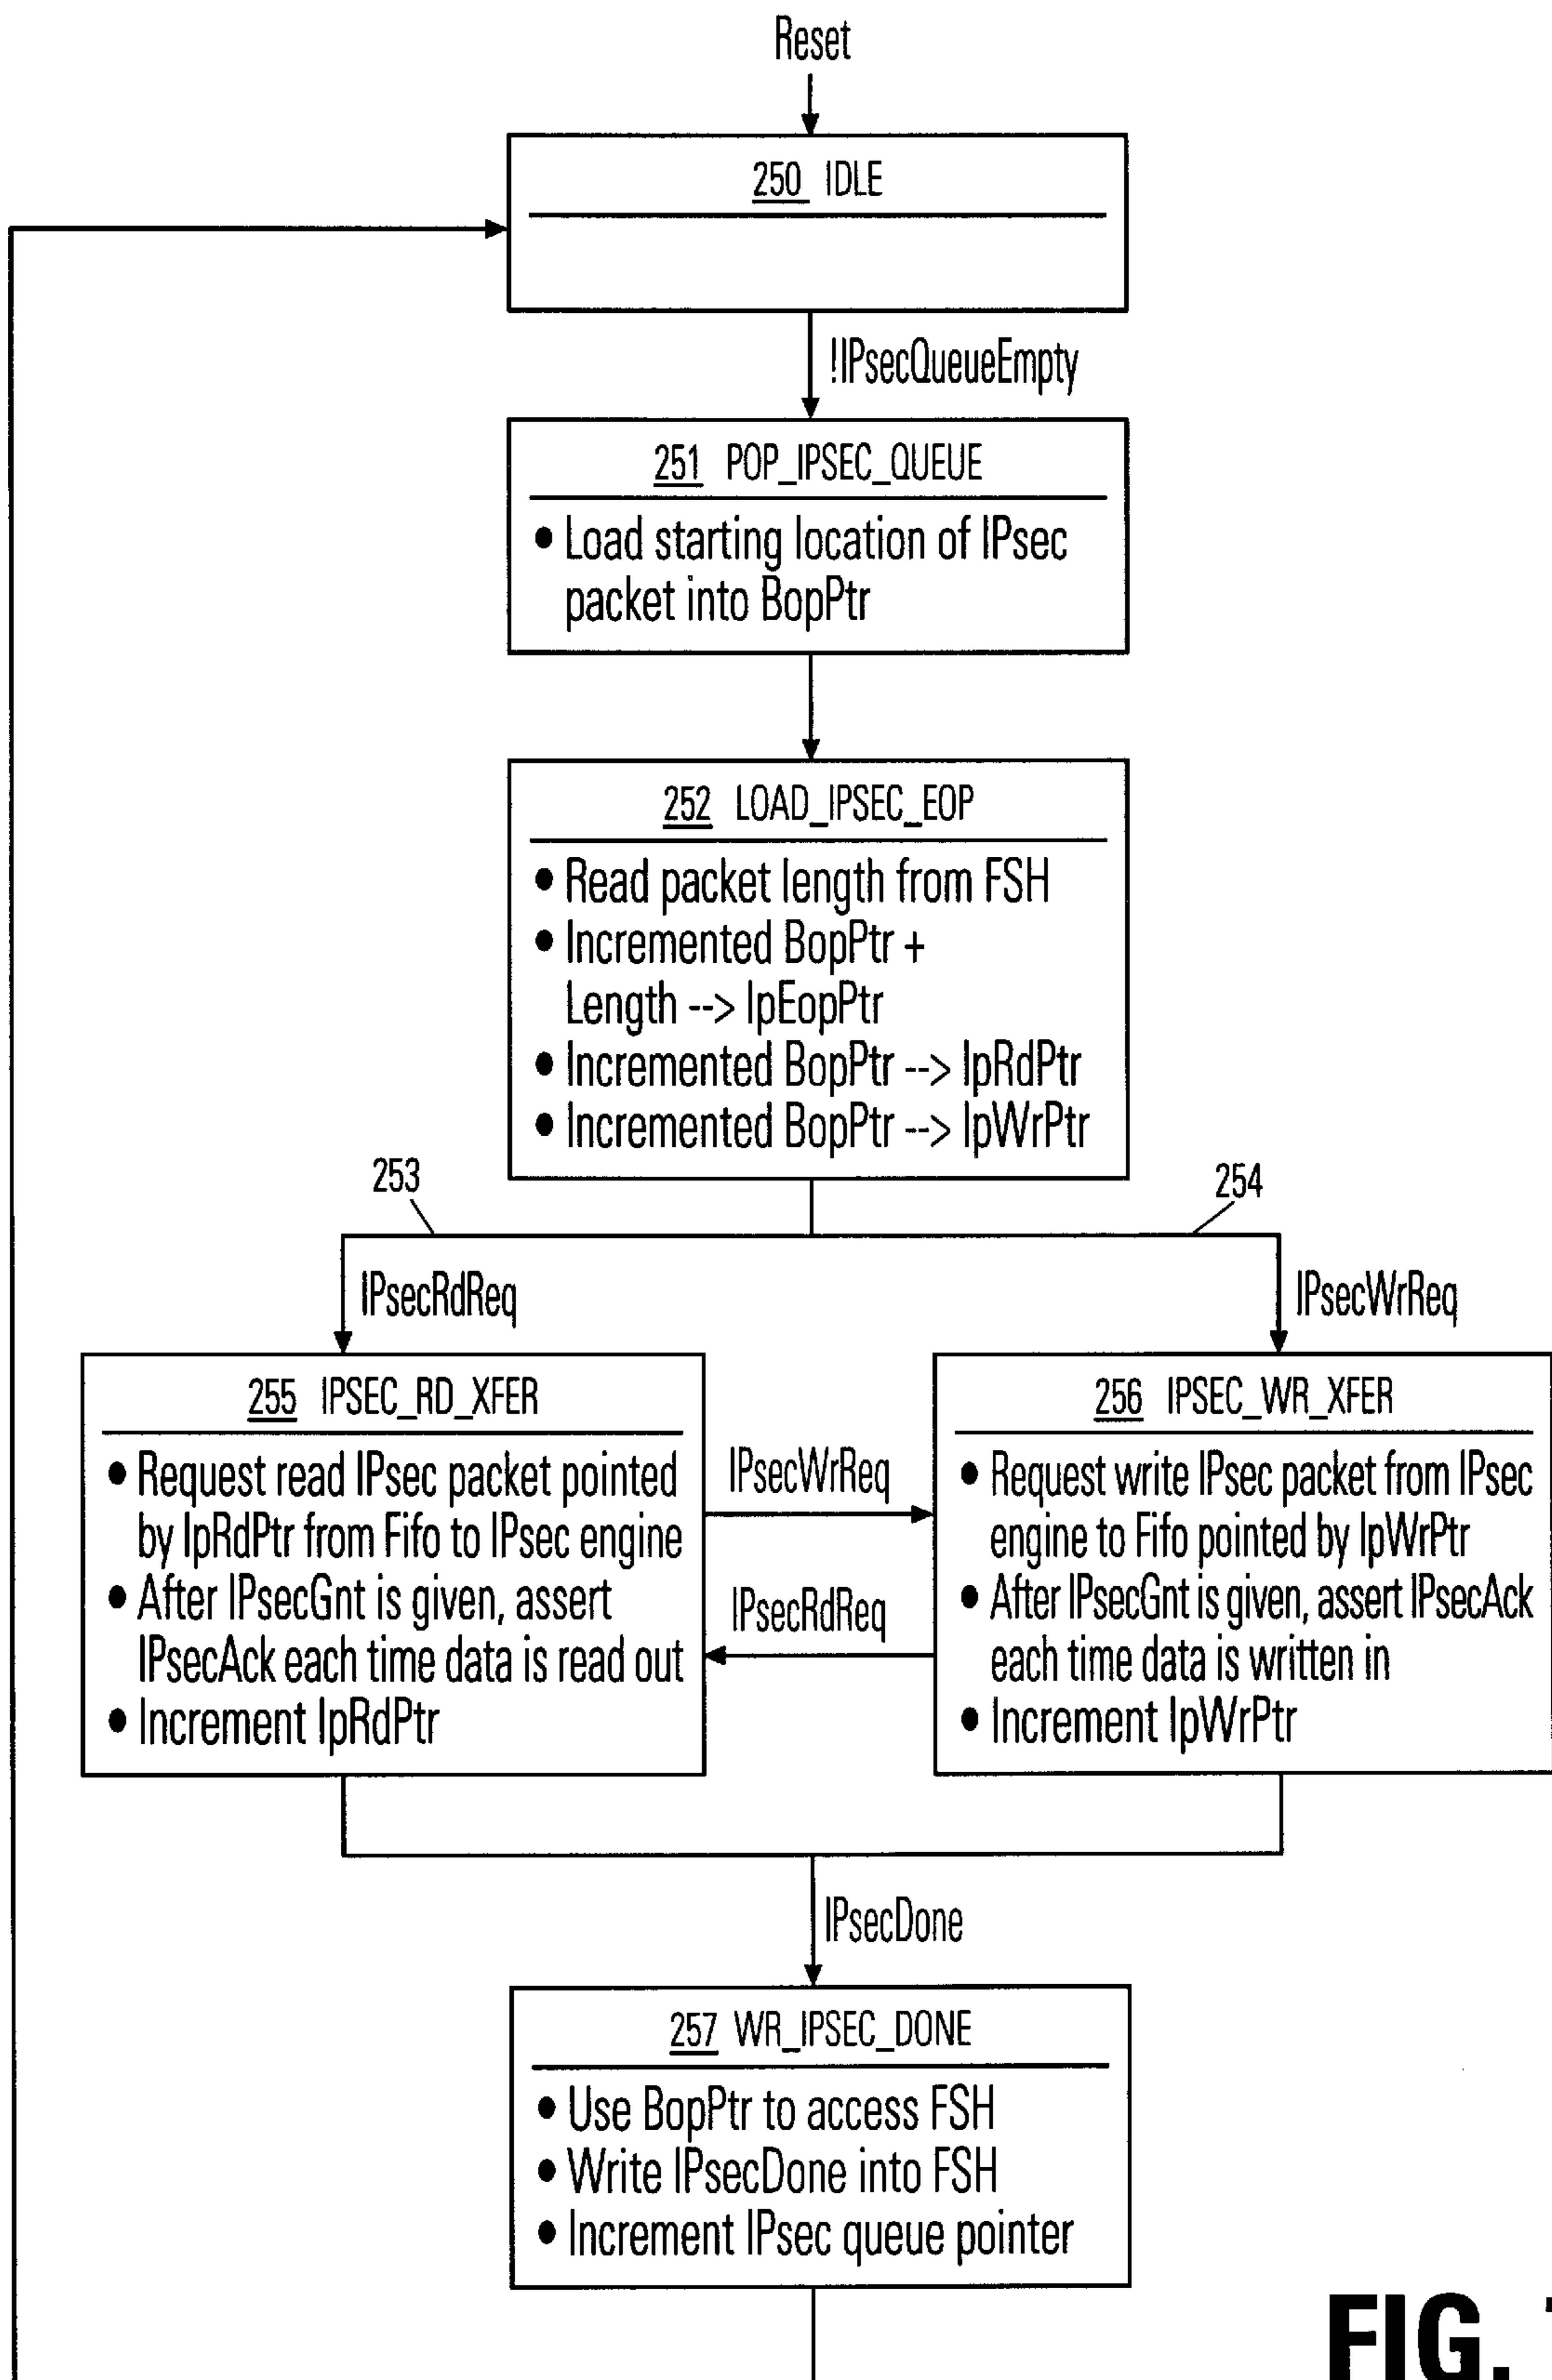 Reset
250 IDLE
!IPsecQueueEmpty
251 POP_IPSEC_QUEUE
• Load starting location of IPsec
packet into BopPtr
252 LOAD_IPSEC_EOP
• Read packet length from FSH
• Incremented BopPtr +
Length --> IpEopPtr
• Incremented BopPtr --> IpRdPtr
• Incremented BopPtr --> IpWrPtr
253
254
IPsecRdReq
IPsecWrReq
255 IPSEC_RD_XFER
• Request read IPsec packet pointed
by IpRdPtr from Fifo to IPsec engine
• After IPsecGnt is given, assert
IPsecAck each time data is read out
• Increment IpRdPtr
IPsecWrReq
IPsecRdReq
256 IPSEC_WR_XFER
• Request write IPsec packet from IPsec
engine to Fifo pointed by IpWrPtr
• After IPsecGnt is given, assert IPsecAck
each time data is written in
• Increment IpWrPtr
IPsecDone
257 WR_IPSEC_DONE
• Use BopPtr to access FSH
• Write IPsecDone into FSH
• Increment IPsec queue pointer
FIG.